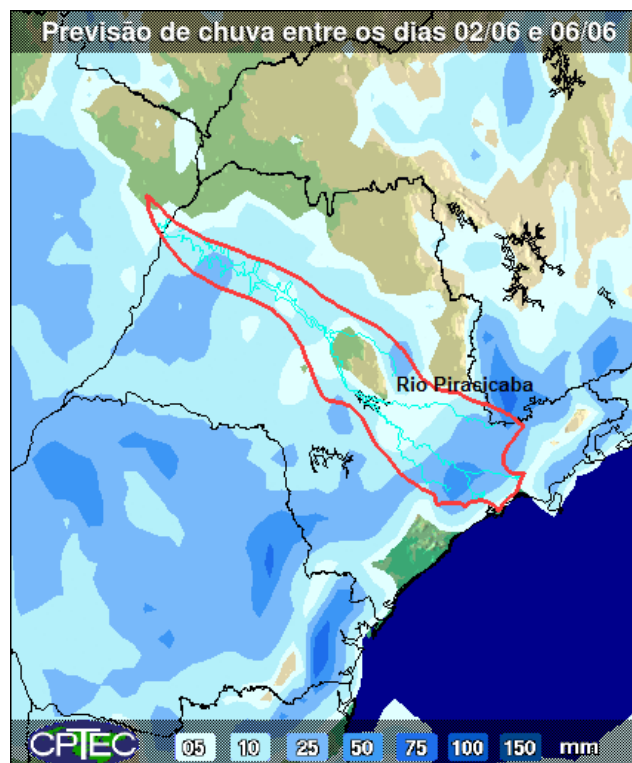 Previsão de chuva entre os dias 02/06 e 06/06
Rio Piracicaba
CPTEC 05 10 25 50 75 100 150 mm